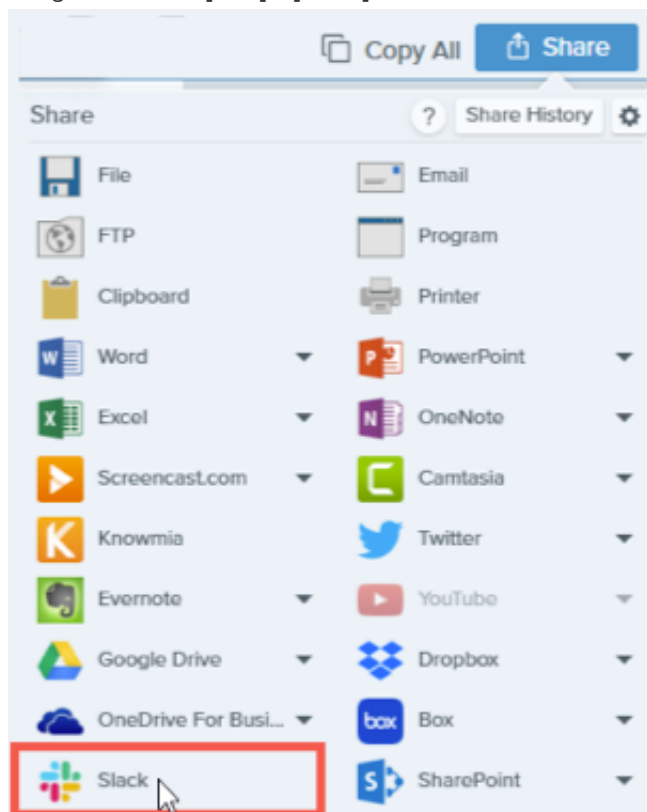 Copy All Share
Share ? Share History
File Email
FTP Program
Clipboard Printer
Word PowerPoint
Excel OneNote
Screencast.com Camtasia
Knowmia Twitter
Evernote YouTube
Google Drive Dropbox
OneDrive For Busi... box Box
Slack SharePoint